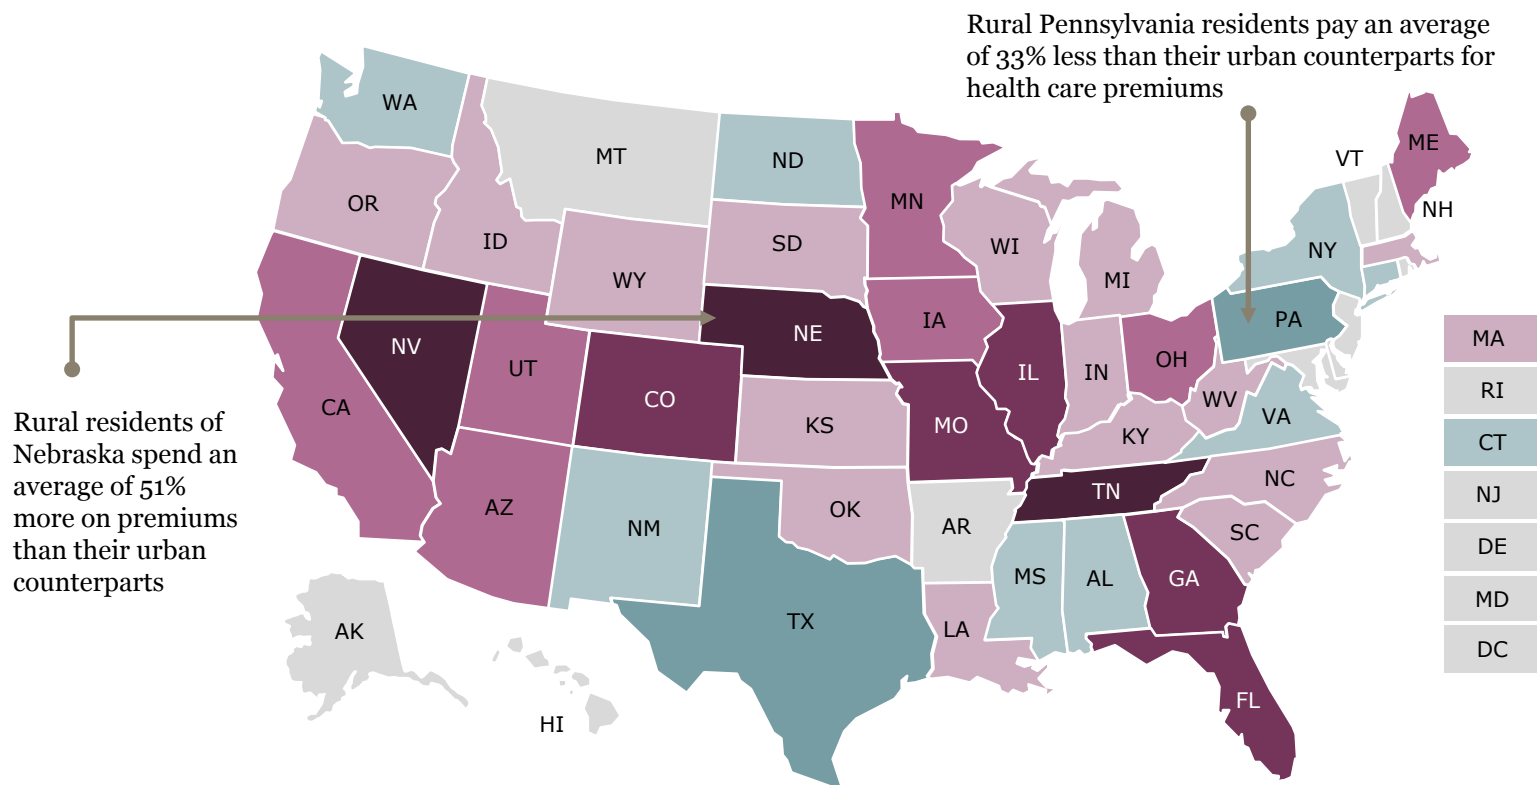 Rural Pennsylvania residents pay an average
of 33% less than their urban counterparts for
health care premiums
WA
MT
ND
MN
VT
ME
OR
ID
SD
WI
NH
WY
MI
NY
NV
NE
IA
PA
UT
CO
IL
IN
OH
MA
CA
KS
MO
KY
WV
VA
RI
Rural residents of
Nebraska spend an
average of 51%
more on premiums
than their urban
counterparts
CT
AZ
NM
OK
AR
TN
NC
NJ
SC
MS
AL
GA
DE
TX
LA
MD
AK
DC
HI
FL